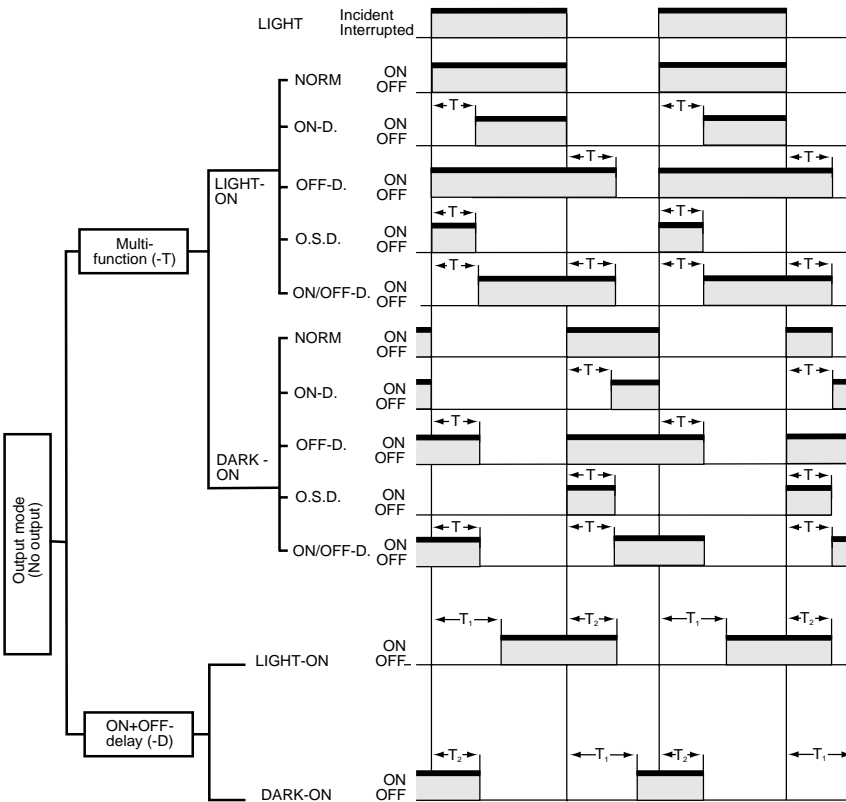 LIGHT Incident
Interrupted
NORM ON
OFF
T T
ON-D. ON
OFF
T T
LIGHT-
ON
OFF-D. ON
OFF
T T
O.S.D. ON
OFF
Multi-
function (-T)
T T T T
ON/OFF-D. ON
OFF
NORM ON
OFF
T T
ON-D. ON
OFF
T T
OFF-D. ON
OFF
DARK -
ON
T T
O.S.D. ON
OFF
T T T
ON/OFF-D. ON
OFF
Output mode
(No output)
T₁ T₂ T₁ T₂
LIGHT-ON ON
OFF
ON+OFF-
delay (-D)
T₂ T₁ T₂ T₁
DARK-ON ON
OFF